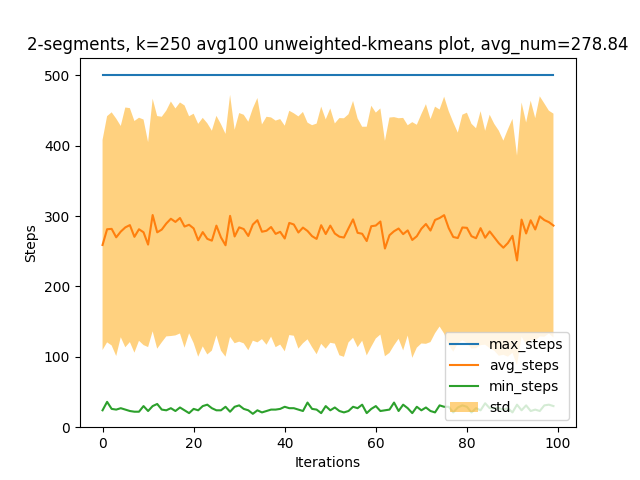 2-segments, k=250 avg100 unweighted-kmeans plot, avg_num=278.84
500
400
300
200
100
0
Steps
max_steps
avg_steps
min_steps
std
0 20 40 60 80 100
Iterations